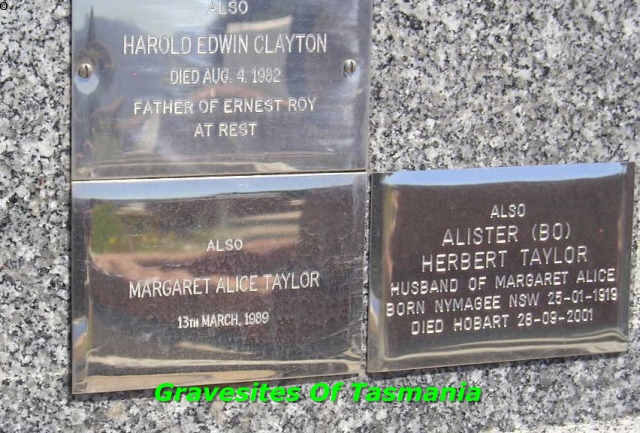 ALSO
HAROLD EDWIN CLAYTON
DIED AUG. 4. 1982
FATHER OF ERNEST ROY
AT REST
ALSO
MARGARET ALICE TAYLOR
13TH MARCH, 1989
ALSO
ALISTER (BO)
HERBERT TAYLOR
HUSBAND OF MARGARET ALICE
BORN NYMAGEE NSW 25-01-1919
DIED HOBART 28-09-2001
Gravesites Of Tasmania
©